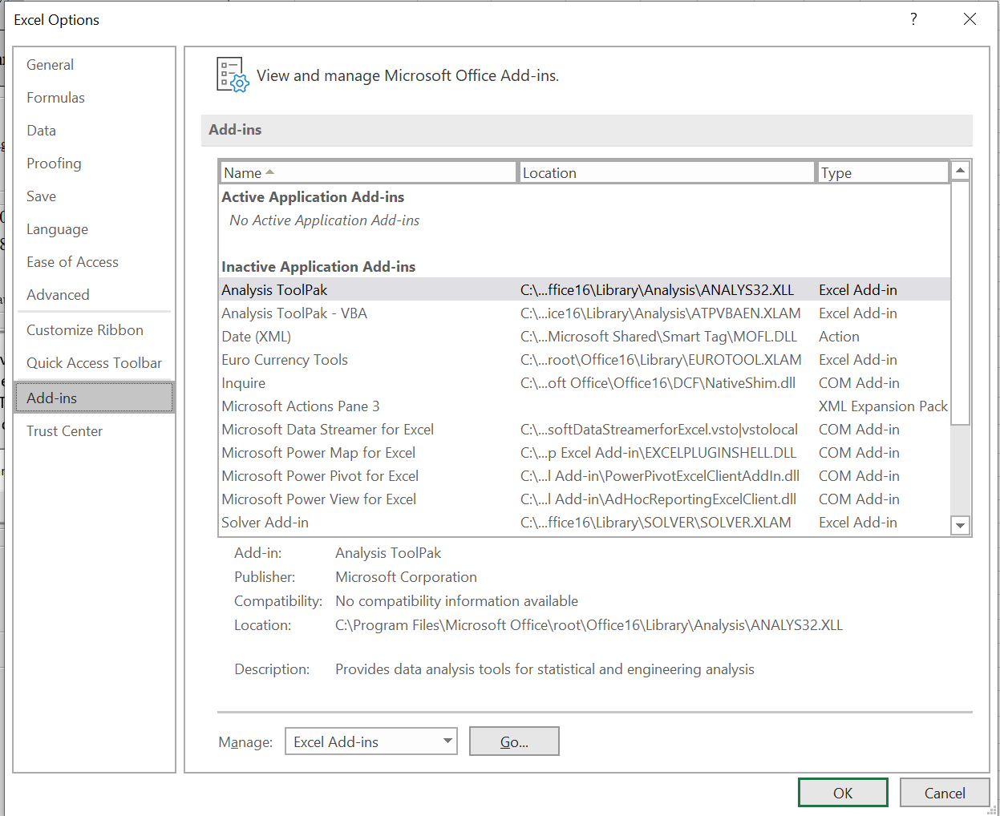 Excel Options
?
General
Formulas
Data
Proofing
Save
Language
Ease of Access
Advanced
Customize Ribbon
Quick Access Toolbar
Add-ins
Trust Center
View and manage Microsoft Office Add-ins.
Add-ins
Name Location Type
Active Application Add-ins
No Active Application Add-ins
Inactive Application Add-ins
Analysis ToolPak C:\...ffice16\Library\Analysis\ANALYS32.XLL Excel Add-in
Analysis ToolPak - VBA C:\...ice16\Library\Analysis\ATPVBAEN.XLAM Excel Add-in
Date (XML) C:\...Microsoft Shared\Smart Tag\MOFL.DLL Action
Euro Currency Tools C:\...root\Office16\Library\EUROTOOL.XLAM Excel Add-in
Inquire C:\...oft Office\Office16\DCF\NativeShim.dll COM Add-in
Microsoft Actions Pane 3 XML Expansion Pack
Microsoft Data Streamer for Excel C:\...softDataStreamerforExcel.vsto|vstolocal COM Add-in
Microsoft Power Map for Excel C:\...p Excel Add-in\EXCELPLUGINSHELL.DLL COM Add-in
Microsoft Power Pivot for Excel C:\...l Add-in\PowerPivotExcelClientAddIn.dll COM Add-in
Microsoft Power View for Excel C:\...l Add-in\AdHocReportingExcelClient.dll COM Add-in
Solver Add-in C:\...ffice16\Library\SOLVER\SOLVER.XLAM Excel Add-in
Add-in: Analysis ToolPak
Publisher: Microsoft Corporation
Compatibility: No compatibility information available
Location: C:\Program Files\Microsoft Office\root\Office16\Library\Analysis\ANALYS32.XLL
Description: Provides data analysis tools for statistical and engineering analysis
Manage: Excel Add-ins Go...
OK Cancel